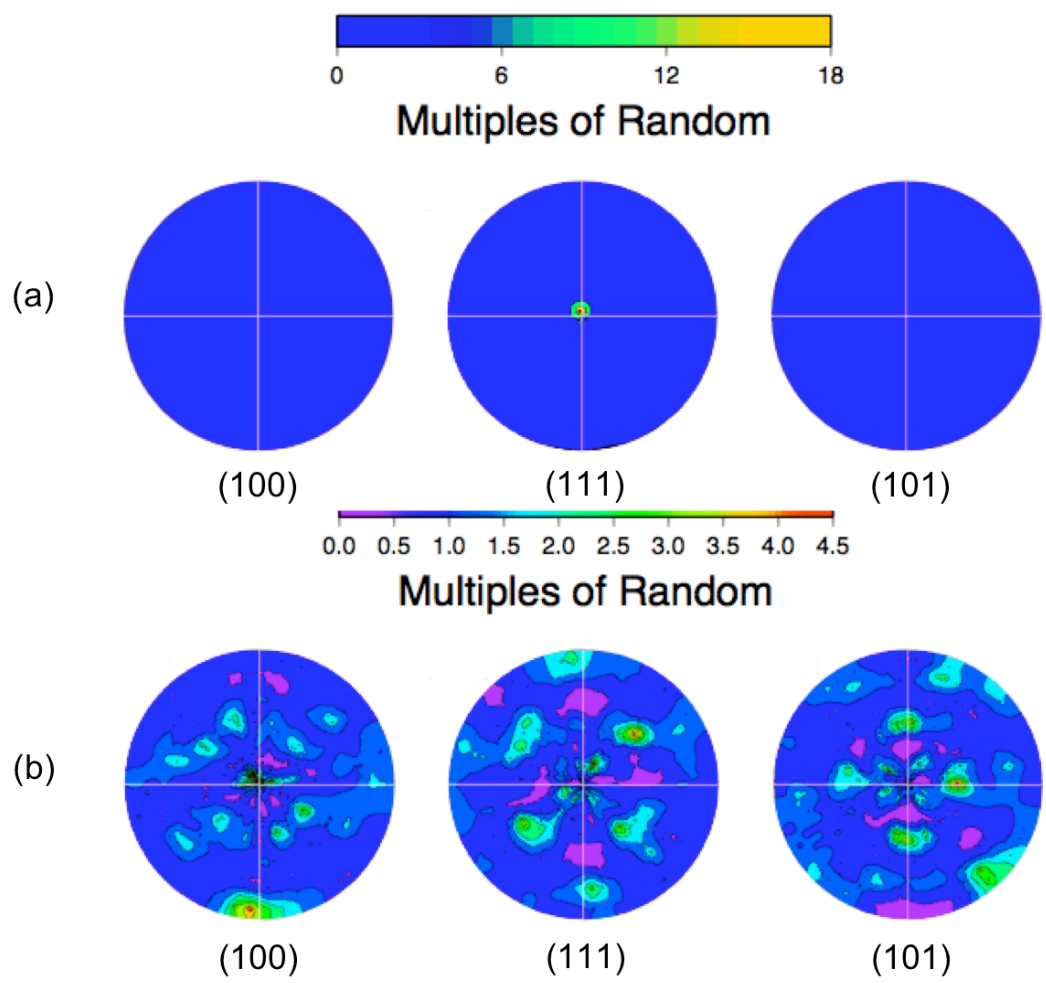 0 6 12 18
Multiples of Random
(a)
(100) (111) (101)
0.0 0.5 1.0 1.5 2.0 2.5 3.0 3.5 4.0 4.5
Multiples of Random
(b)
(100) (111) (101)